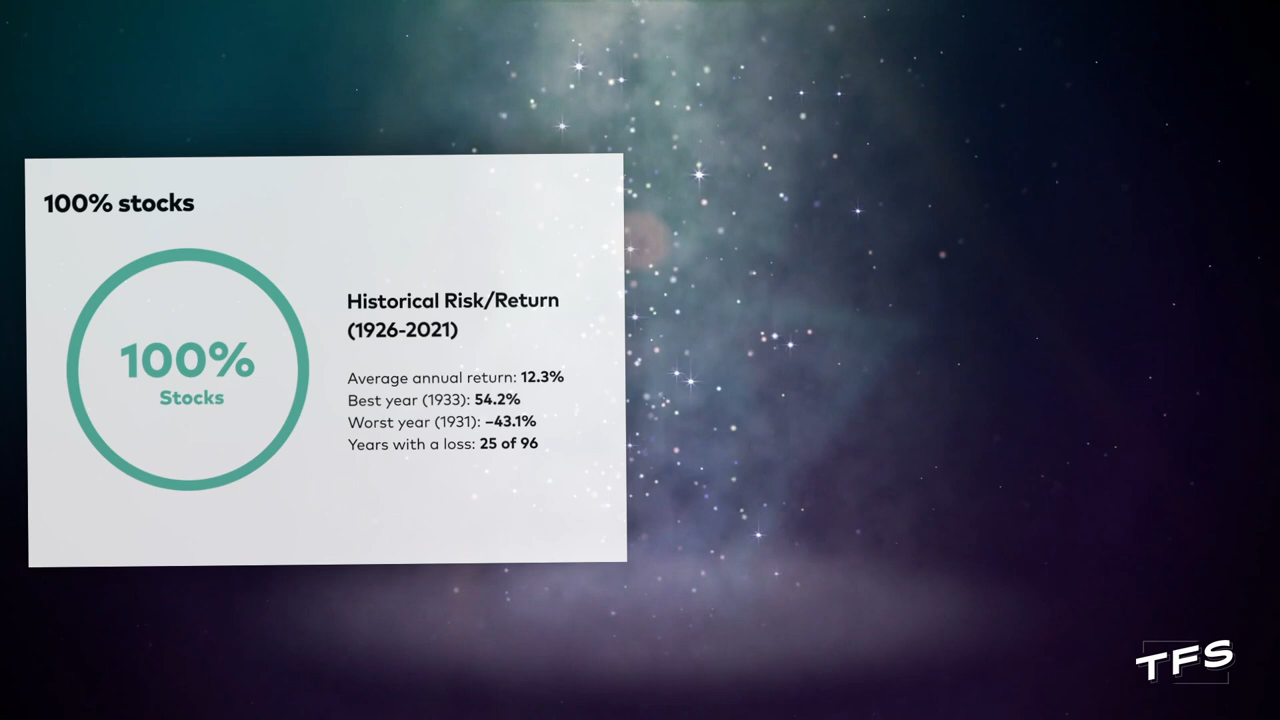 100% stocks
100%
Stocks
Historical Risk/Return
(1926-2021)
Average annual return: 12.3%
Best year (1933): 54.2%
Worst year (1931): –43.1%
Years with a loss: 25 of 96
TFS